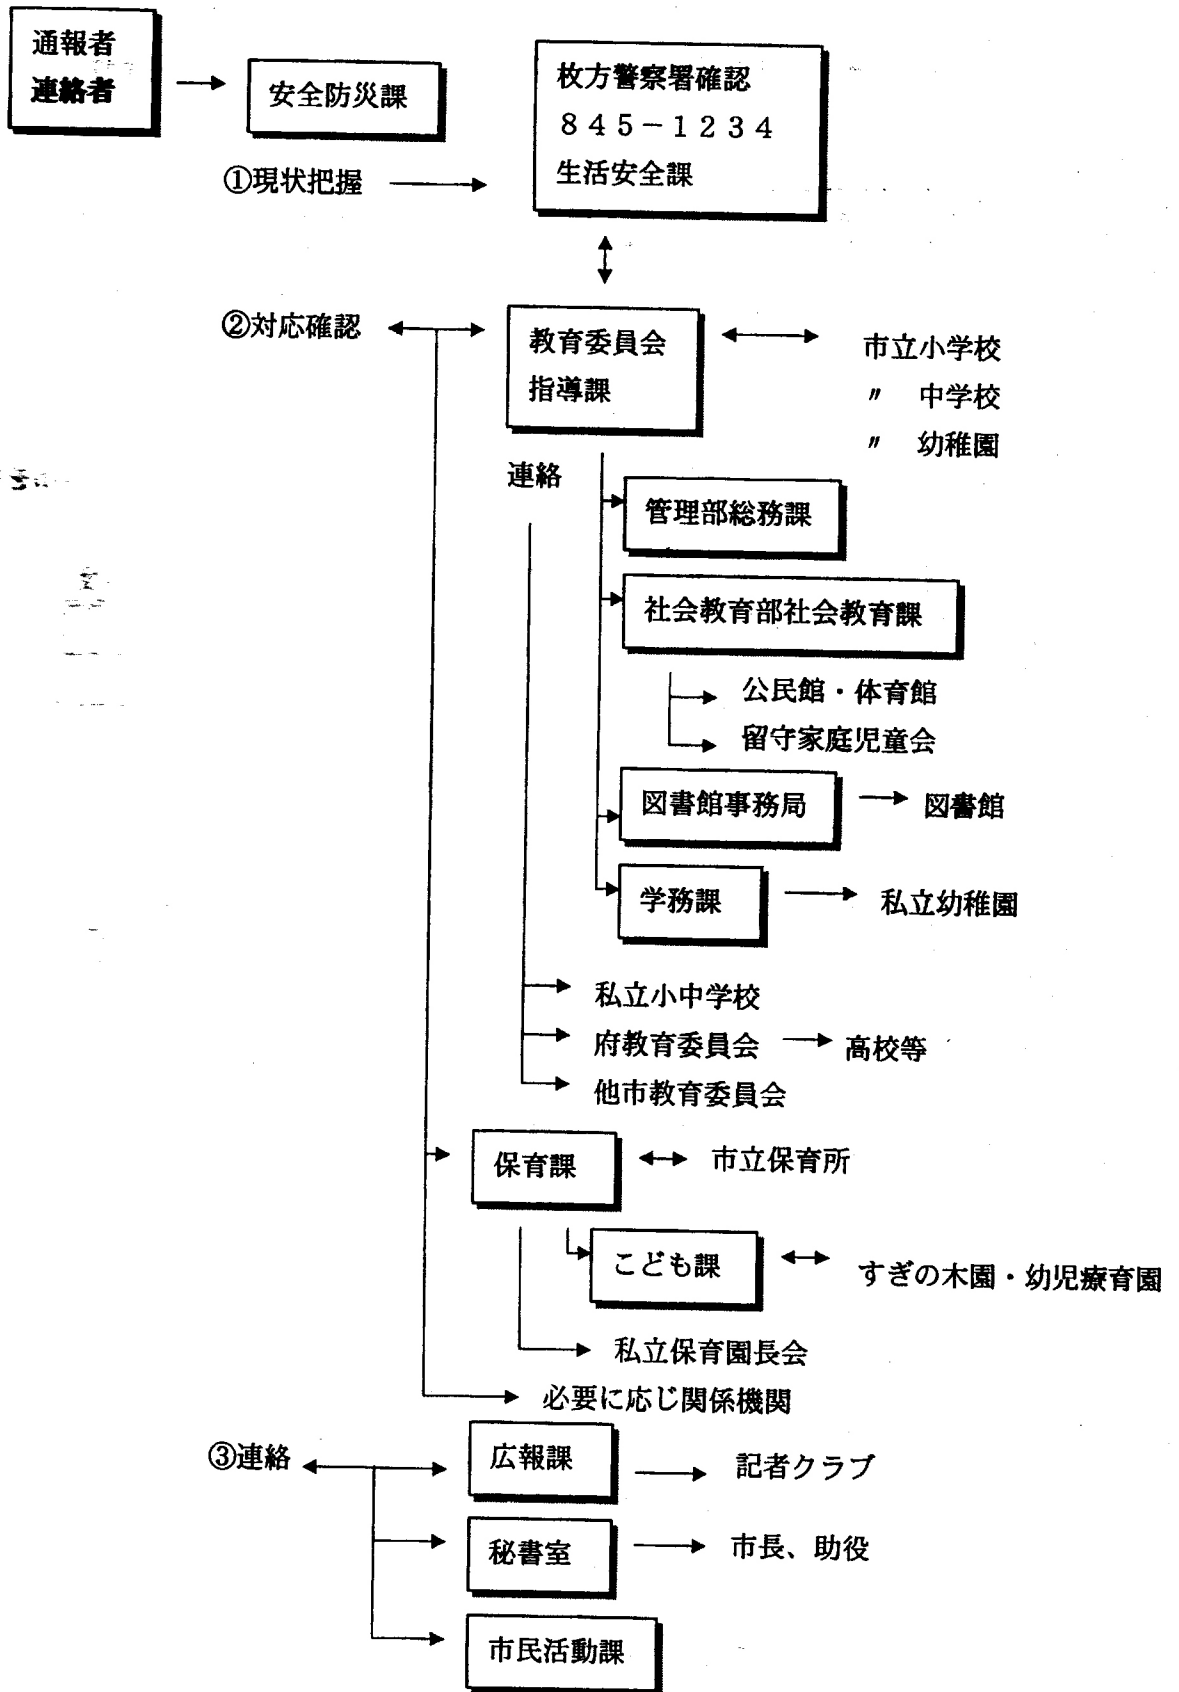 通報者
連絡者
安全防災課
枚方警察署確認
８４５－１２３４
生活安全課
①現状把握
②対応確認
教育委員会
指導課
市立小学校
〃　中学校
〃　幼稚園
連絡
管理部総務課
社会教育部社会教育課
公民館・体育館
留守家庭児童会
図書館事務局
図書館
学務課
私立幼稚園
私立小中学校
府教育委員会
高校等
他市教育委員会
保育課
市立保育所
こども課
すぎの木園・幼児療育園
私立保育園長会
必要に応じ関係機関
③連絡
広報課
記者クラブ
秘書室
市長、助役
市民活動課